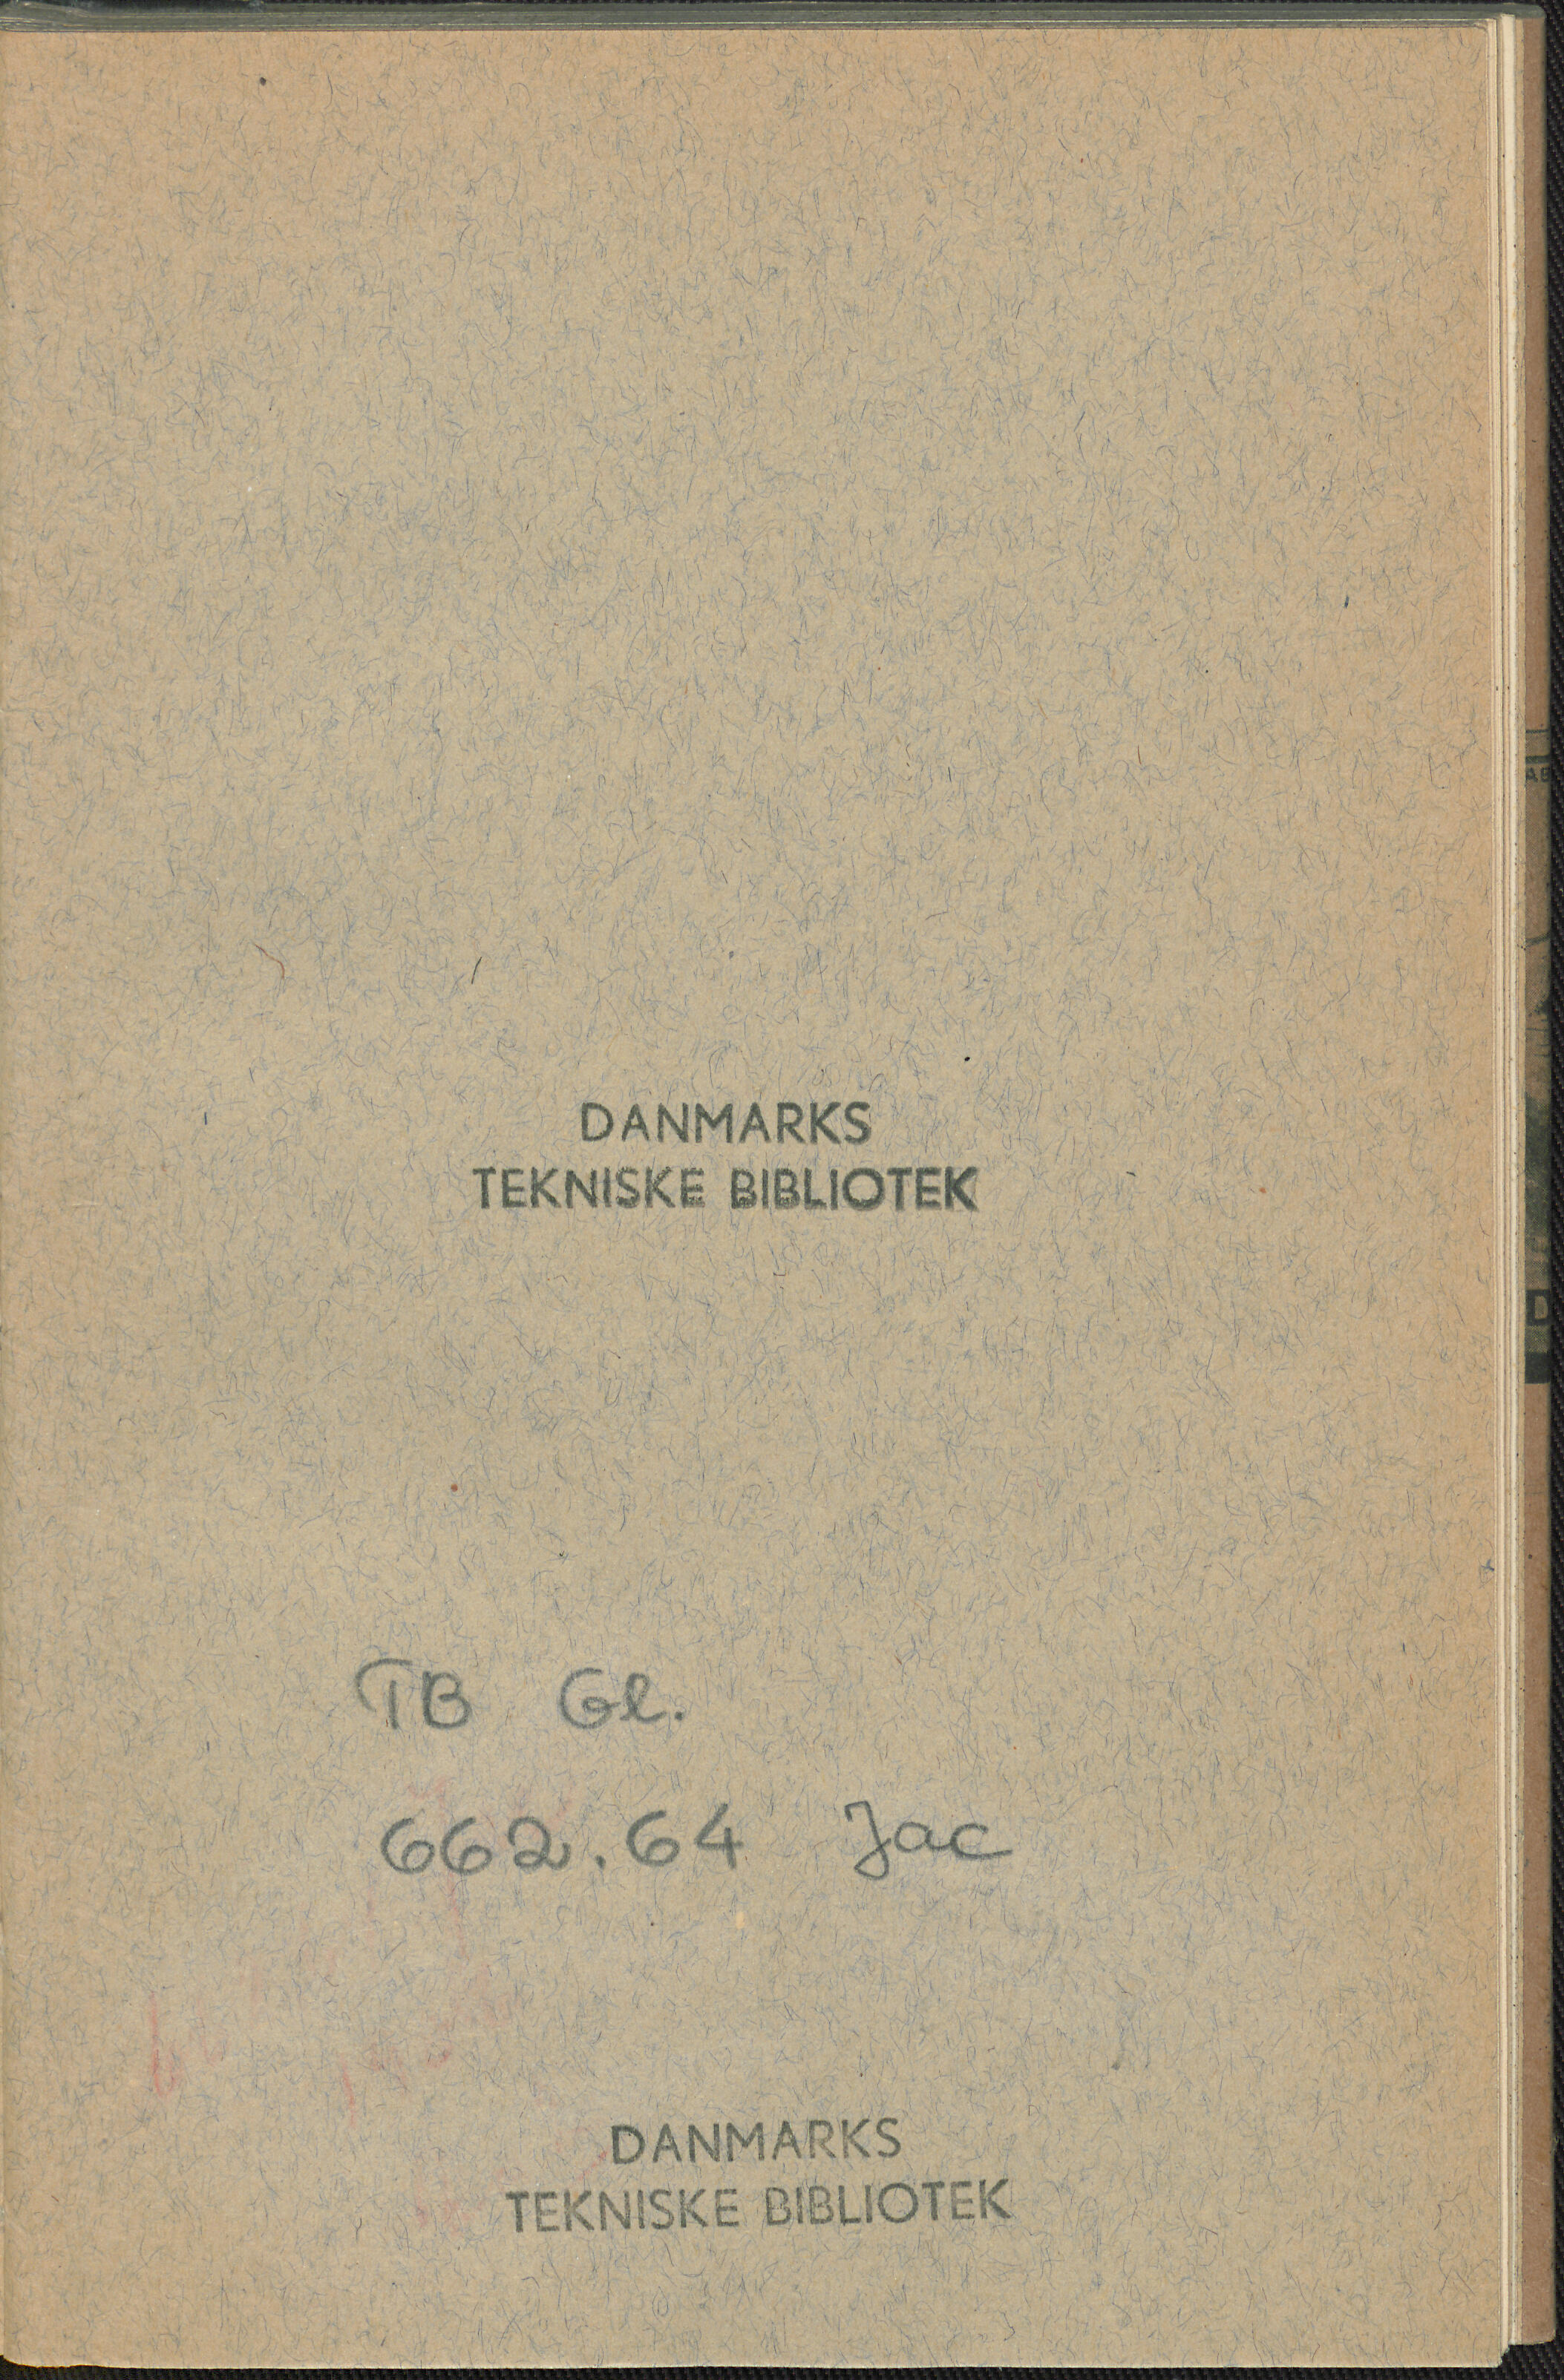 DANMARKS
TEKNISKE BIBLIOTEK
TB Gl.
662.64 Jac
DANMARKS
TEKNISKE BIBLIOTEK